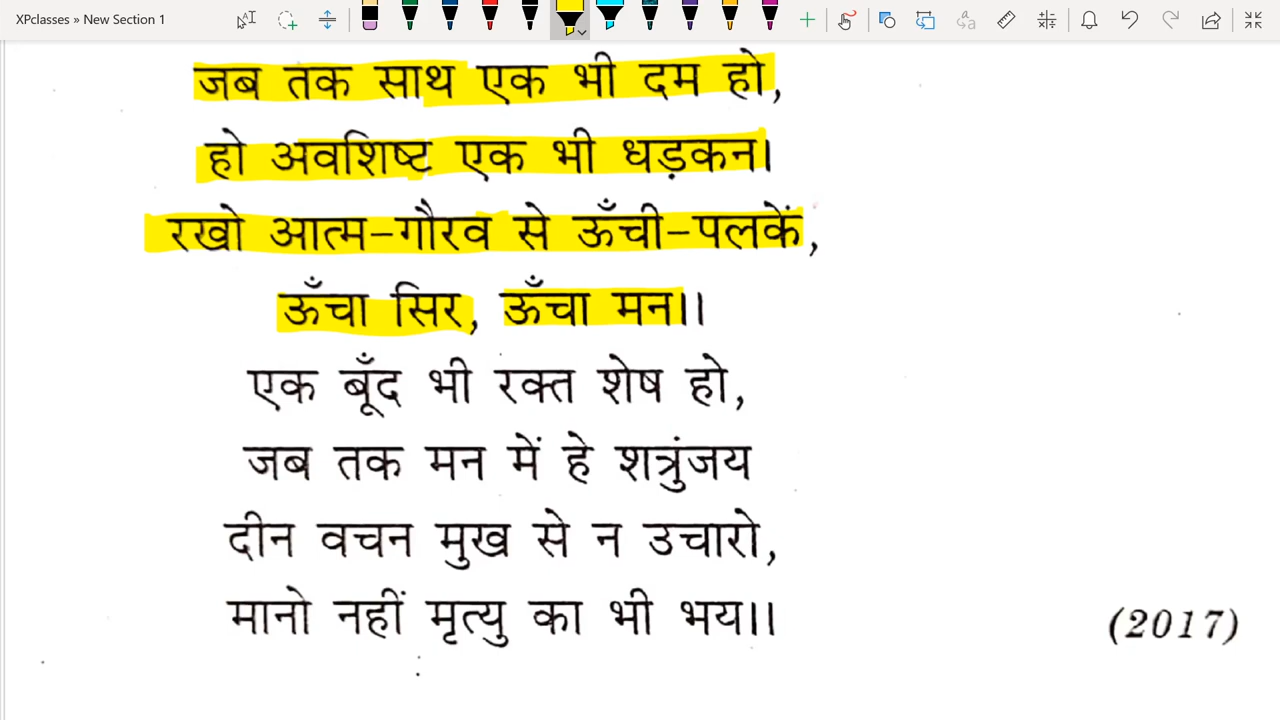 XPclasses » New Section 1
जब तक साथ एक भी दम हो,
हो अवशिष्ट एक भी धड़कन।
रखो आत्म-गौरव से ऊँची-पलकें,
ऊँचा सिर, ऊँचा मन।।
एक बूँद भी रक्त शेष हो,
जब तक मन में हे शत्रुंजय
दीन वचन मुख से न उचारो,
मानो नहीं मृत्यु का भी भय।।
(2017)